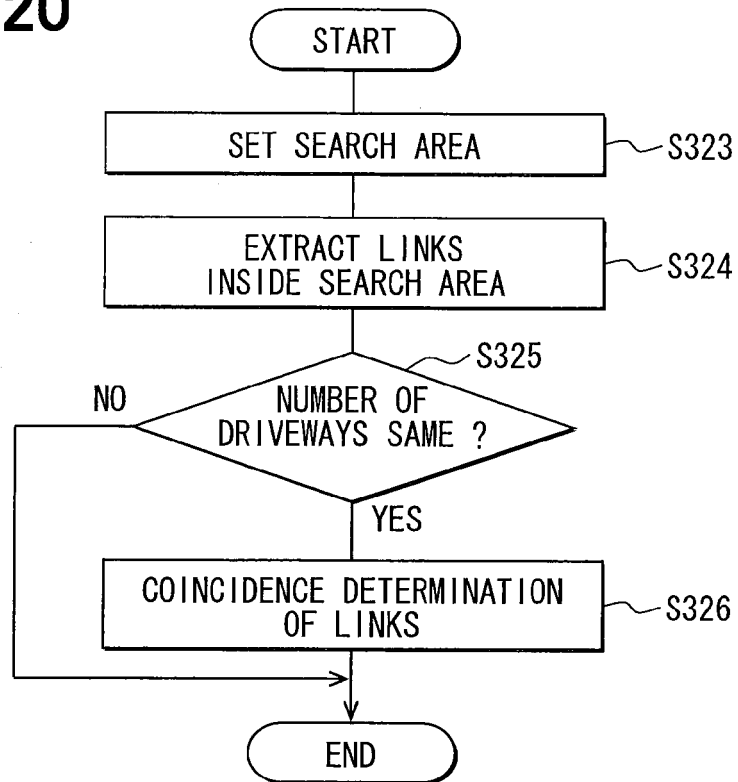 20
START
SET SEARCH AREA
S323
EXTRACT LINKS
INSIDE SEARCH AREA
S324
S325
NO
NUMBER OF
DRIVEWAYS SAME ?
YES
COINCIDENCE DETERMINATION
OF LINKS
S326
END